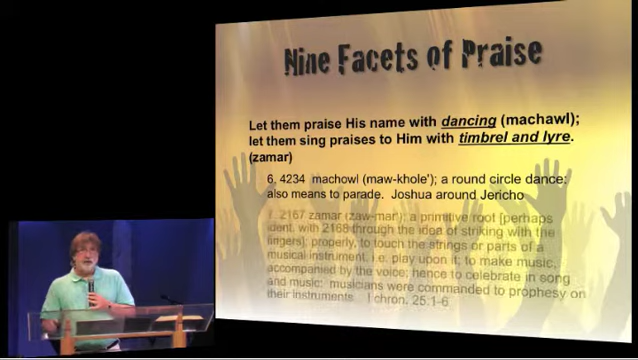 Nine Facets of Praise
Let them praise His name with dancing (machawl);
let them sing praises to Him with timbrel and lyre.
(zamar)
6. 4234 machowl (maw-khole'); a round circle dance;
also means to parade. Joshua around Jericho
7. 2167 zamar (zaw-mar'); a primitive root [perhaps
ident. with 2168 through the idea of striking with the
fingers]; properly, to touch the strings or parts of a
musical instrument, i.e. play upon it; to make music,
accompanied by the voice; hence to celebrate in song
and music: musicians were commanded to prophesy on
their instruments. I chron. 25:1-6